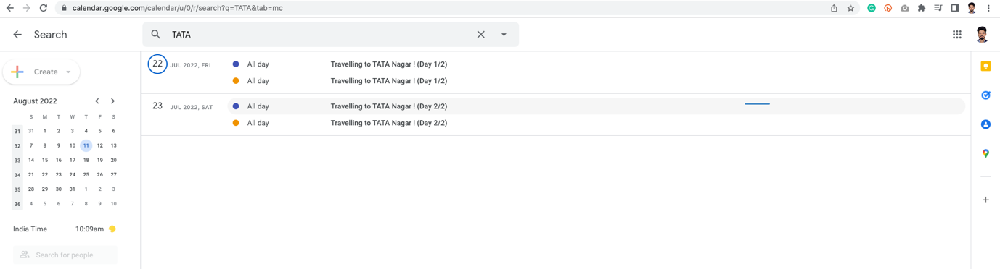 calendar.google.com/calendar/u/0/r/search?q=TATA&tab=mc
Search
TATA
Create
August 2022
S M T W T F S
31 31 1 2 3 4 5 6
32 7 8 9 10 11 12 13
33 14 15 16 17 18 19 20
34 21 22 23 24 25 26 27
35 28 29 30 31 1 2 3
36 4 5 6 7 8 9 10
India Time 10:09am
Search for people
22 JUL 2022, FRI All day Travelling to TATA Nagar ! (Day 1/2)
All day Travelling to TATA Nagar ! (Day 1/2)
23 JUL 2022, SAT All day Travelling to TATA Nagar ! (Day 2/2)
All day Travelling to TATA Nagar ! (Day 2/2)